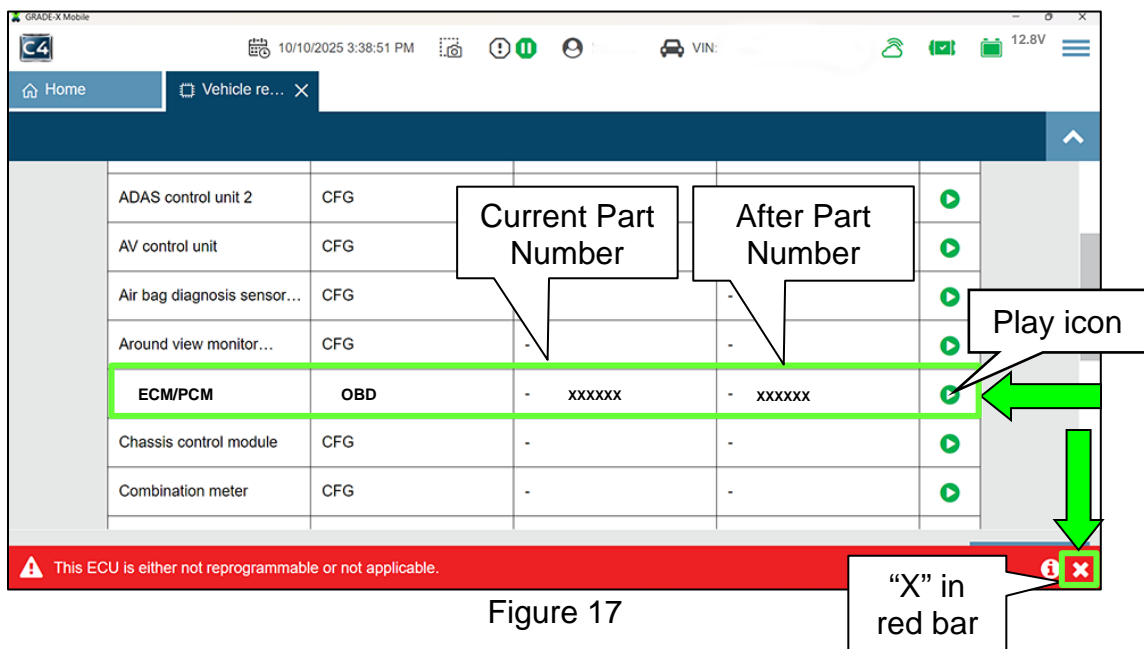 GRADE-X Mobile
C4
10/10/2025 3:38:51 PM
VIN:
12.8V
Home
Vehicle re...
ADAS control unit 2 CFG
AV control unit CFG
Air bag diagnosis sensor... CFG -
Around view monitor... CFG - -
ECM/PCM OBD - xxxxxx - xxxxxx
Chassis control module CFG - -
Combination meter CFG - -
Current Part
Number
After Part
Number
Play icon
This ECU is either not reprogrammable or not applicable.
"X" in
red bar
Figure 17